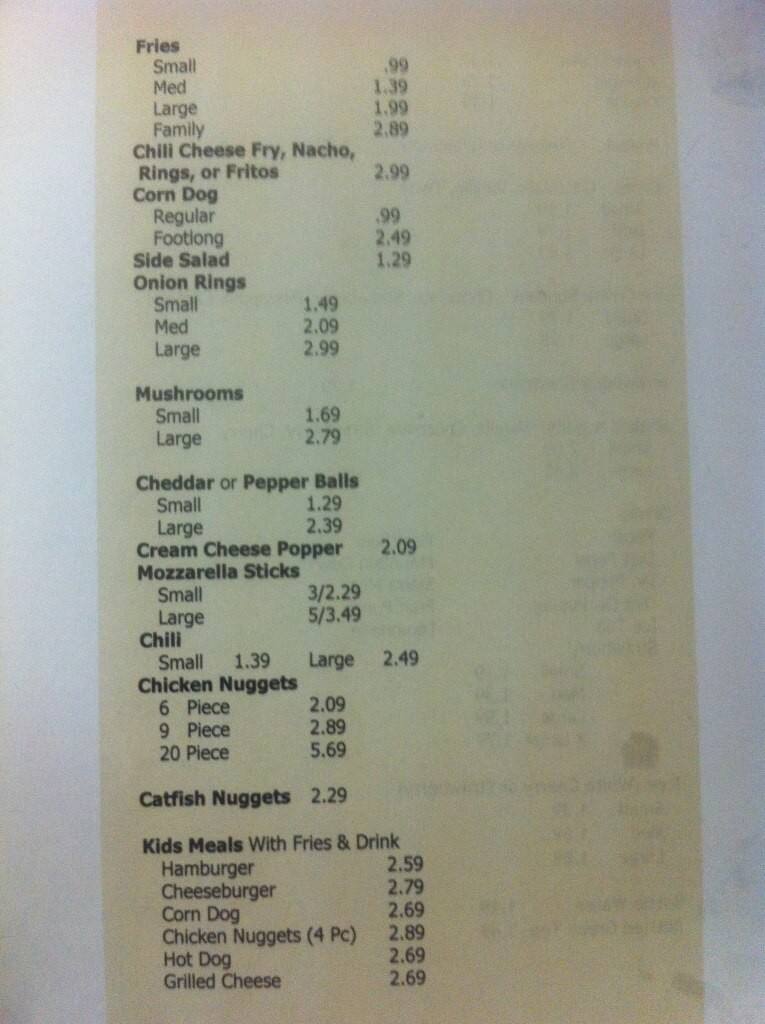 Fries
Small .99
Med 1.39
Large 1.99
Family 2.89
Chili Cheese Fry, Nacho,
Rings, or Fritos 2.99
Corn Dog
Regular .99
Footlong 2.49
Side Salad 1.29
Onion Rings
Small 1.49
Med 2.09
Large 2.99
Mushrooms
Small 1.69
Large 2.79
Cheddar or Pepper Balls
Small 1.29
Large 2.39
Cream Cheese Popper 2.09
Mozzarella Sticks
Small 3/2.29
Large 5/3.49
Chili
Small 1.39 Large 2.49
Chicken Nuggets
6 Piece 2.09
9 Piece 2.89
20 Piece 5.69
Catfish Nuggets 2.29
Kids Meals With Fries & Drink
Hamburger 2.59
Cheeseburger 2.79
Corn Dog 2.69
Chicken Nuggets (4 Pc) 2.89
Hot Dog 2.69
Grilled Cheese 2.69